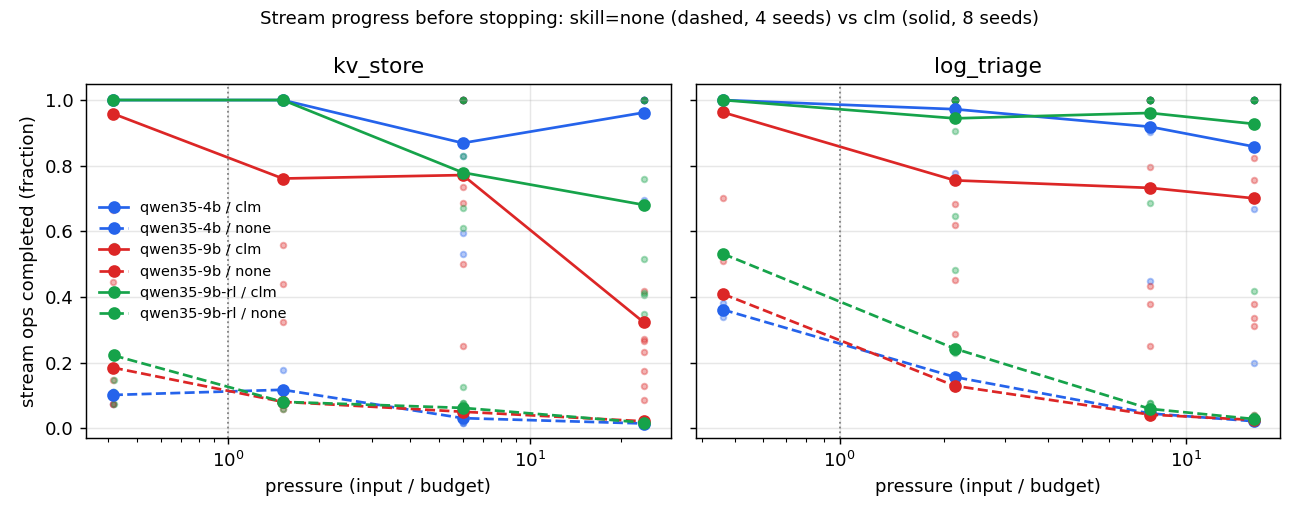 Stream progress before stopping: skill=none (dashed, 4 seeds) vs clm (solid, 8 seeds)
kv_store
log_triage
stream ops completed (fraction)
1.0
0.8
0.6
0.4
0.2
0.0
qwen35-4b / clm
qwen35-4b / none
qwen35-9b / clm
qwen35-9b / none
qwen35-9b-rl / clm
qwen35-9b-rl / none
10⁰
10¹
10⁰
10¹
pressure (input / budget)
pressure (input / budget)